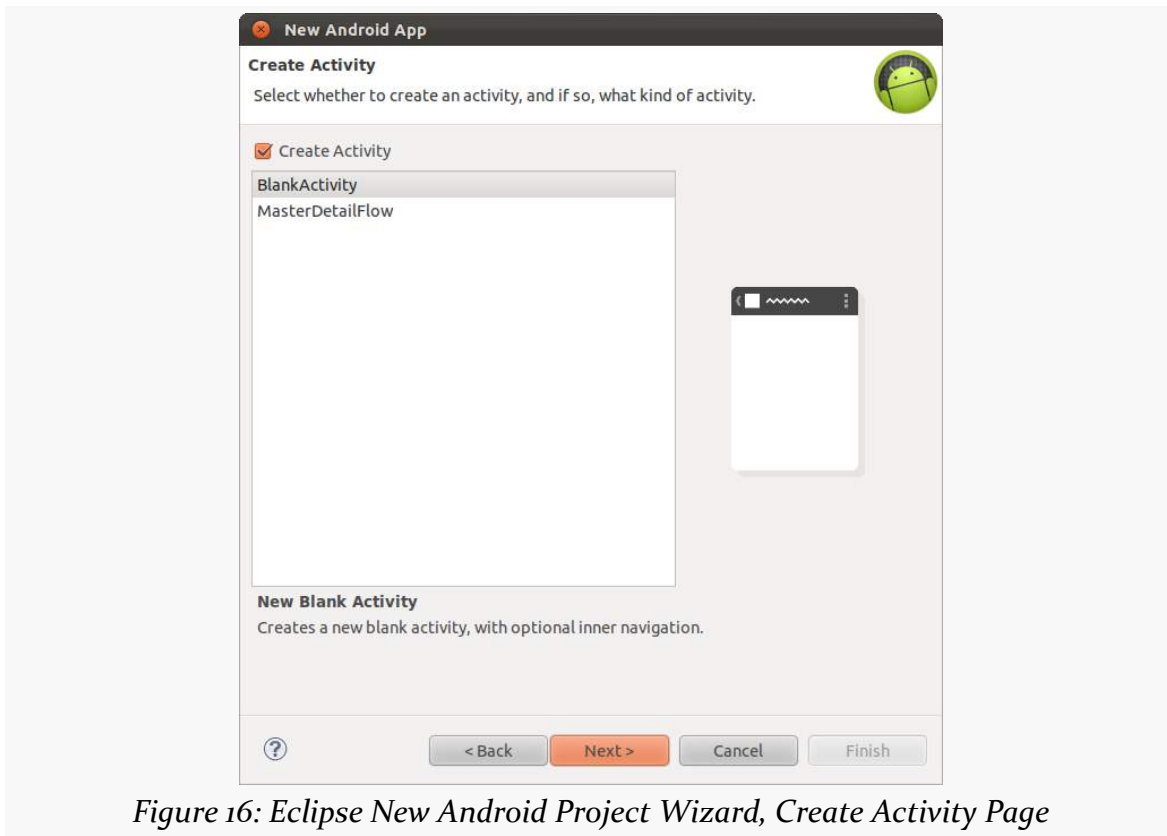 New Android App
Create Activity
Select whether to create an activity, and if so, what kind of activity.
Create Activity
BlankActivity
MasterDetailFlow
New Blank Activity
Creates a new blank activity, with optional inner navigation.
< Back
Next >
Cancel
Finish
Figure 16: Eclipse New Android Project Wizard, Create Activity Page